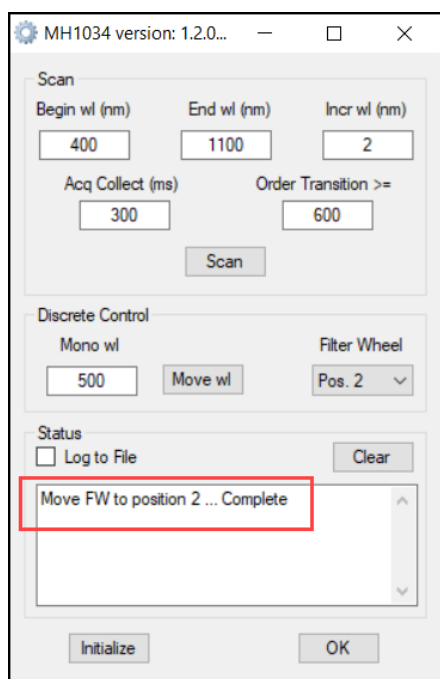 MH1034 version: 1.2.0...
Scan
Begin wl (nm) End wl (nm) Incr wl (nm)
400 1100 2
Acq Collect (ms) Order Transition >=
300 600
Scan
Discrete Control
Mono wl Filter Wheel
500 Move wl Pos. 2
Status
Log to File Clear
Move FW to position 2 ... Complete
Initialize OK